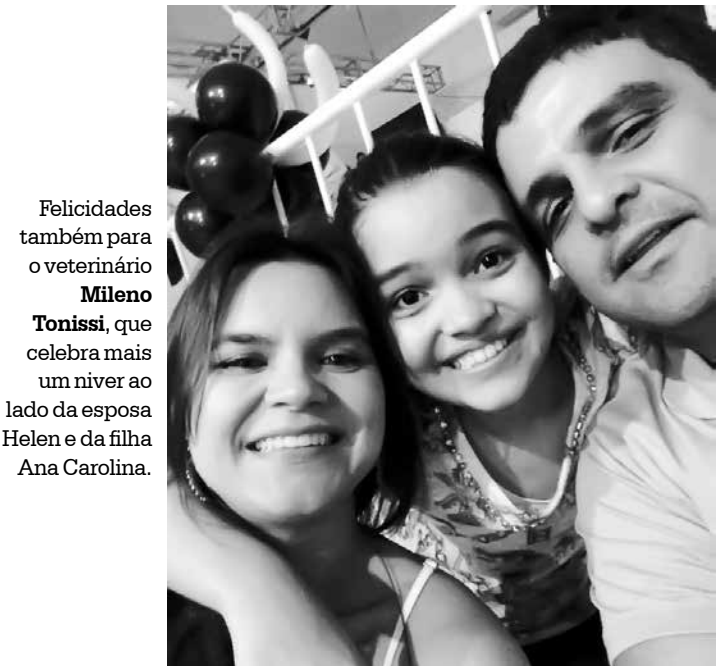 Felicidades
também para
o veterinário
Mileno
Tonissi, que
celebra mais
um niver ao
lado da esposa
Helen e da filha
Ana Carolina.